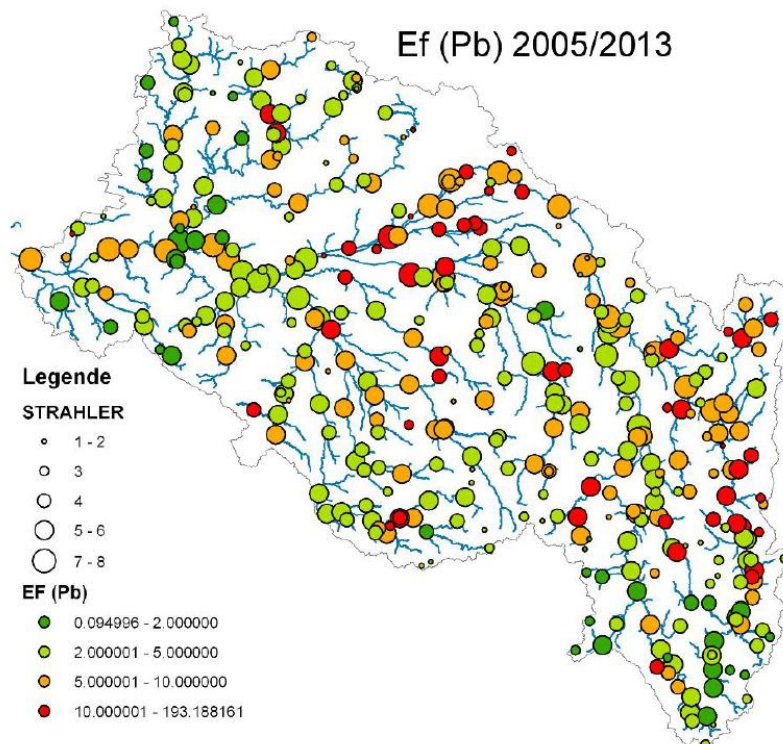 Ef (Pb) 2005/2013
Legende
STRAHLER
1 - 2
3
4
5 - 6
7 - 8
EF (Pb)
0.094996 - 2.000000
2.000001 - 5.000000
5.000001 - 10.000000
10.000001 - 193.188161